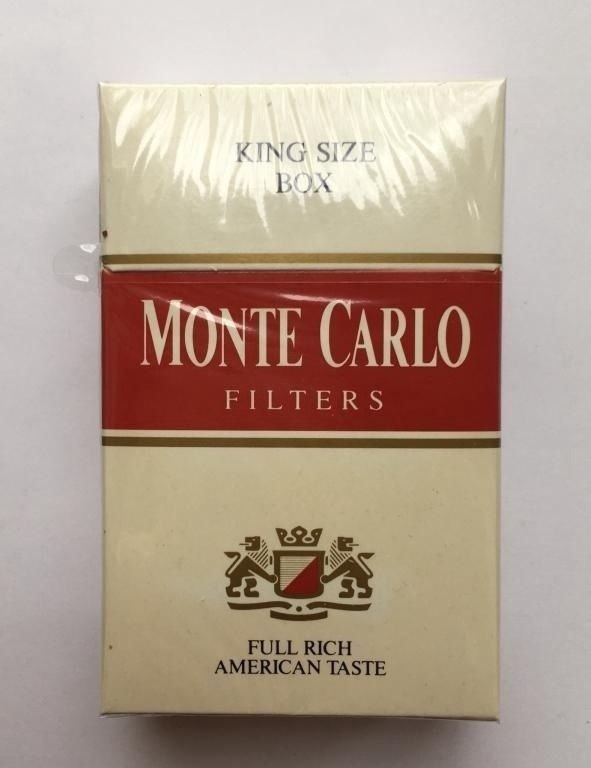 KING SIZE
BOX
MONTE CARLO
FILTERS
FULL RICH
AMERICAN TASTE